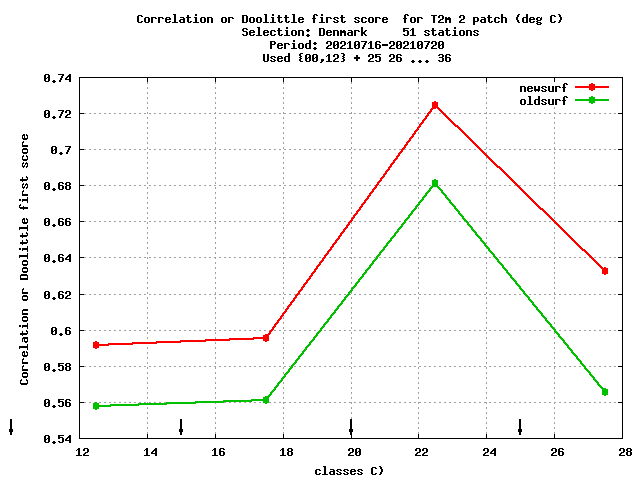 Correlation or Doolittle first score  for T2m 2 patch (deg C)
Selection: Denmark     51 stations
Period: 20210716-20210720
Used {00,12} + 25 26 ... 36
newsurf
oldsurf
Correlation or Doolittle first score
0.74
0.72
0.7
0.68
0.66
0.64
0.62
0.6
0.58
0.56
0.54
12 14 16 18 20 22 24 26 28
classes C)